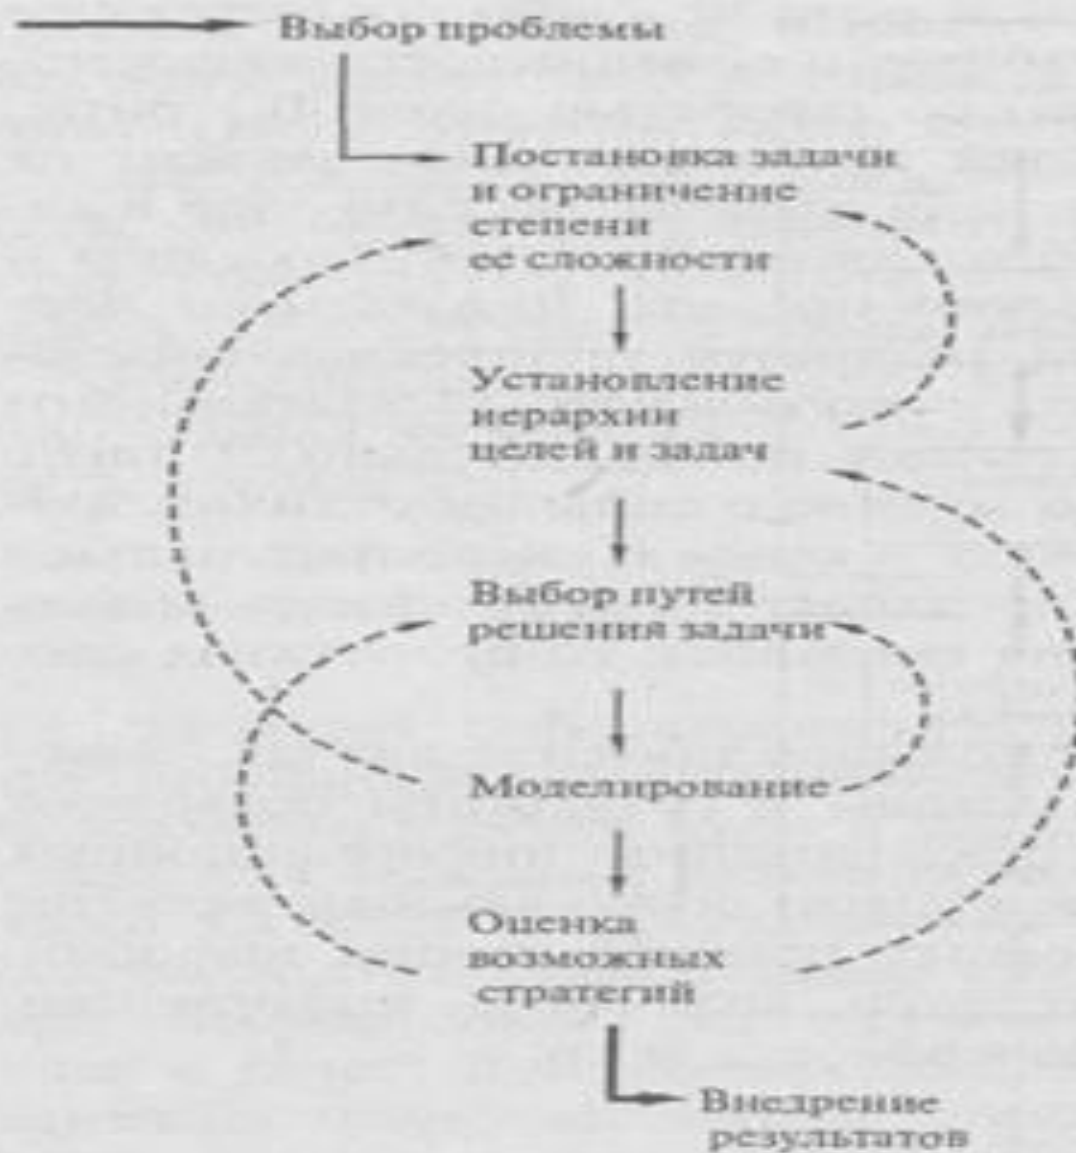 Выбор проблемы
Постановка задачи
и ограничение
степени
ее сложности
Установление
иерархии
целей и задач
Выбор путей
решения задачи
Моделирование
Оценка
возможных
стратегий
Внедрение
результатов